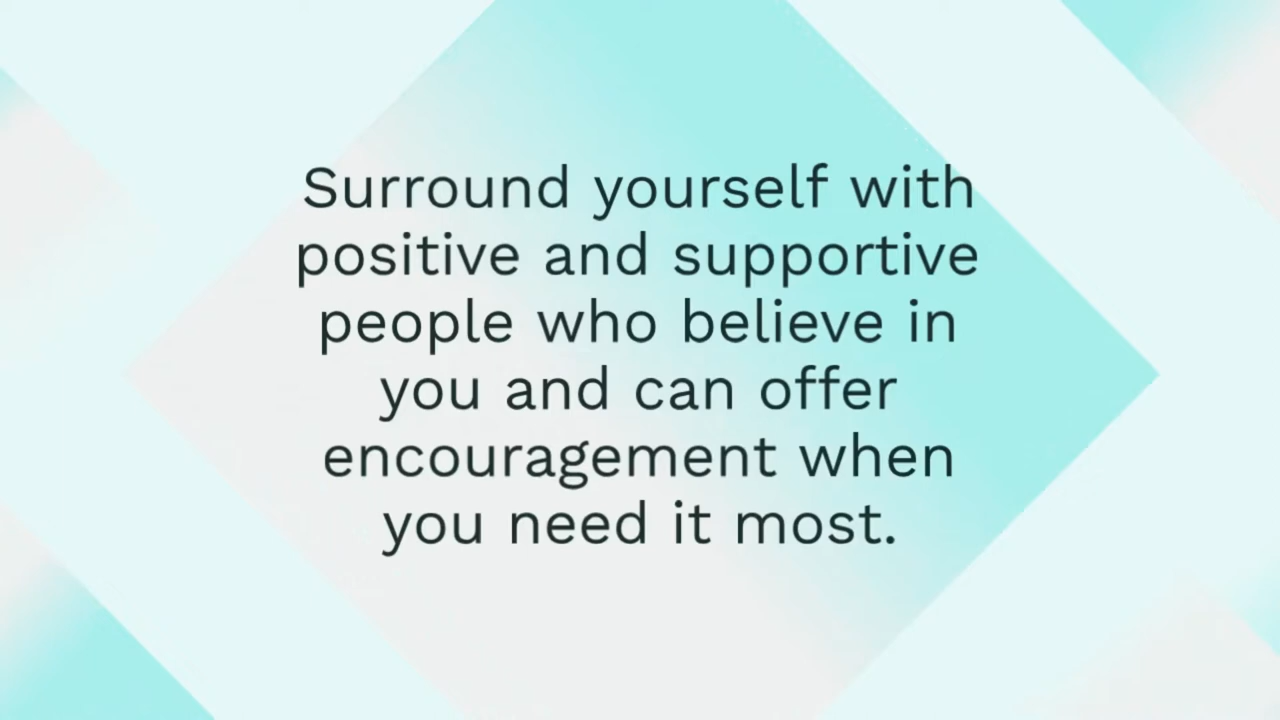 Surround yourself with
positive and supportive
people who believe in
you and can offer
encouragement when
you need it most.